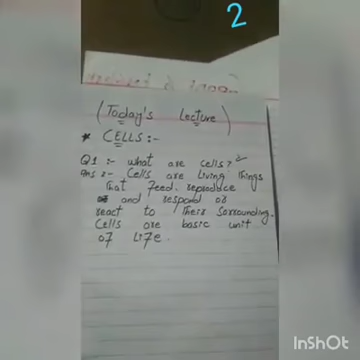 2
(Today's Lecture)
* CELLS:-
Q1:- what are cells?
Ans:- Cells are living things
that feed. reproduce
and respond or
react to their sorrounding.
Cells are basic unit
of life.
InShOt